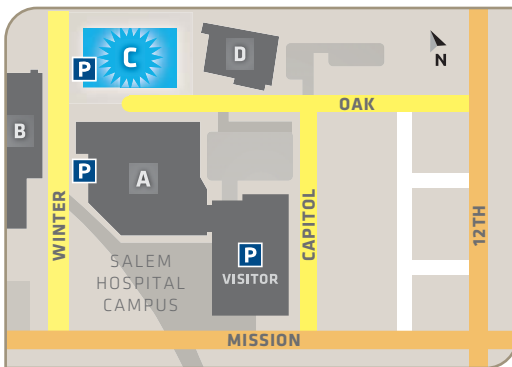 P
C
D
N
OAK
B
P
A
WINTER
CAPITOL
12TH
P
VISITOR
SALEM
HOSPITAL
CAMPUS
MISSION